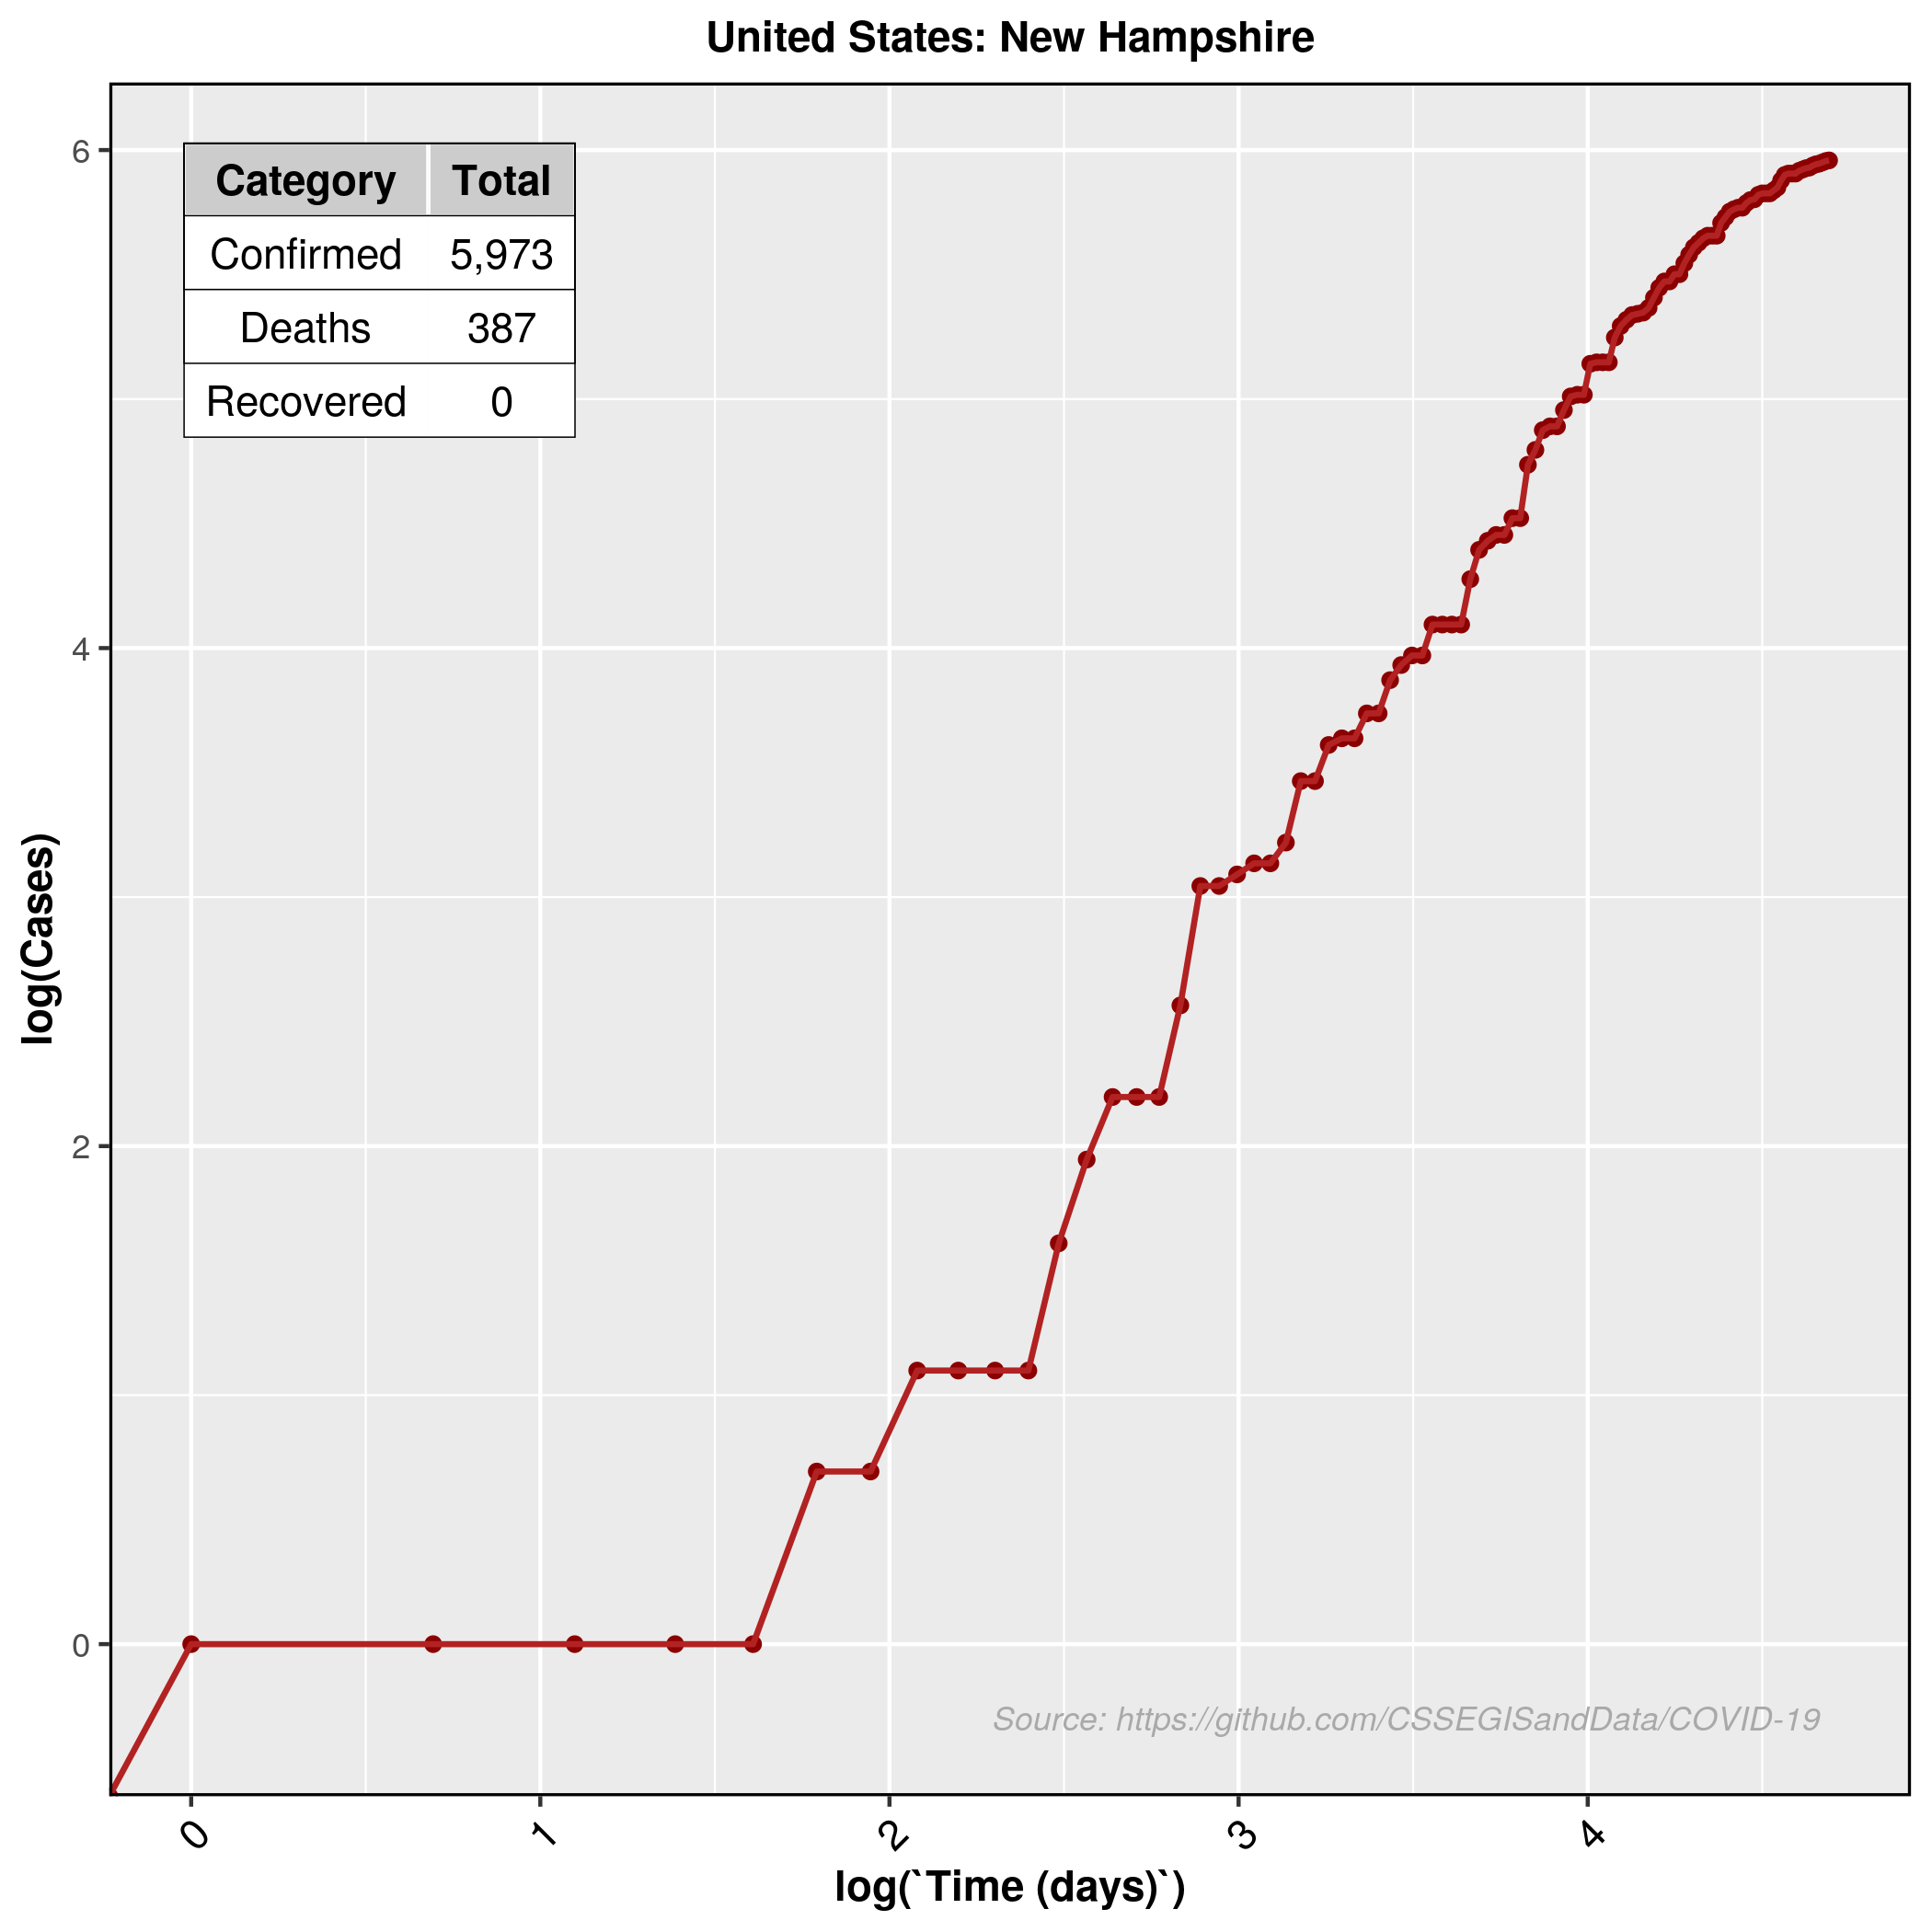 United States: New Hampshire
Category Total
Confirmed 5,973
Deaths 387
Recovered 0
6
4
2
0
log(Cases)
Source: https://github.com/CSSEGISandData/COVID-19
0 1 2 3 4
log(`Time (days)`)